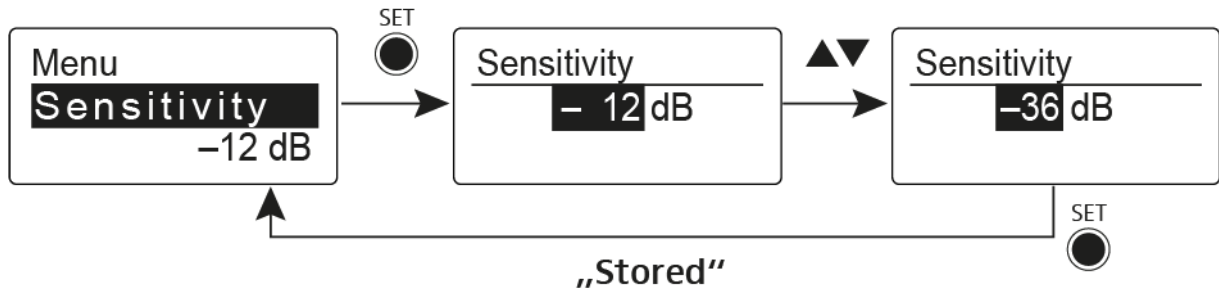 SET
Menu
Sensitivity
–12 dB
Sensitivity
– 12 dB
▲▼
Sensitivity
–36 dB
SET
„Stored“